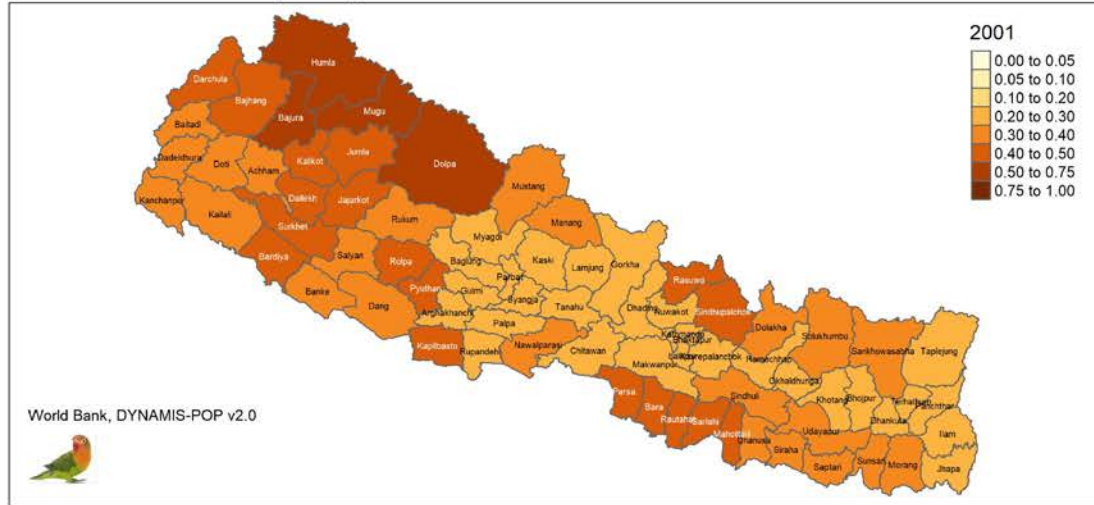 2001
0.00 to 0.05
0.05 to 0.10
0.10 to 0.20
0.20 to 0.30
0.30 to 0.40
0.40 to 0.50
0.50 to 0.75
0.75 to 1.00
Humla
Darchula
Bajhang
Mugu
Bajura
Baitadi
Jumla
Kalikot
Dolpa
Dadeldhura
Doti
Achham
Dailekh
Jajarkot
Mustang
Kanchanpur
Kailali
Rukum
Manang
Surkhet
Myagdi
Bardiya
Salyan
Rolpa
Baglung
Kaski
Lamjung
Gorkha
Parbat
Rasuwa
Banke
Dang
Pyuthan
Gulmi
Syangja
Tanahu
Dhading
Nuwakot
Sindhupalchok
Arghakhanchi
Palpa
Dolakha
Solukhumbu
Sankhuwasabha
Taplejung
Kapilbastu
Rupandehi
Nawalparasi
Chitawan
Makwanpur
Kavrepalanchok
Ramechhap
Okhaldhunga
Khotang
Bhojpur
Terhathum
Panchthar
Parsa
Bara
Rautahat
Sarlahi
Mahottari
Sindhuli
Dhanusa
Siraha
Udayapur
Dhankuta
Ilam
Saptari
Sunsari
Morang
Jhapa
World Bank, DYNAMIS-POP v2.0